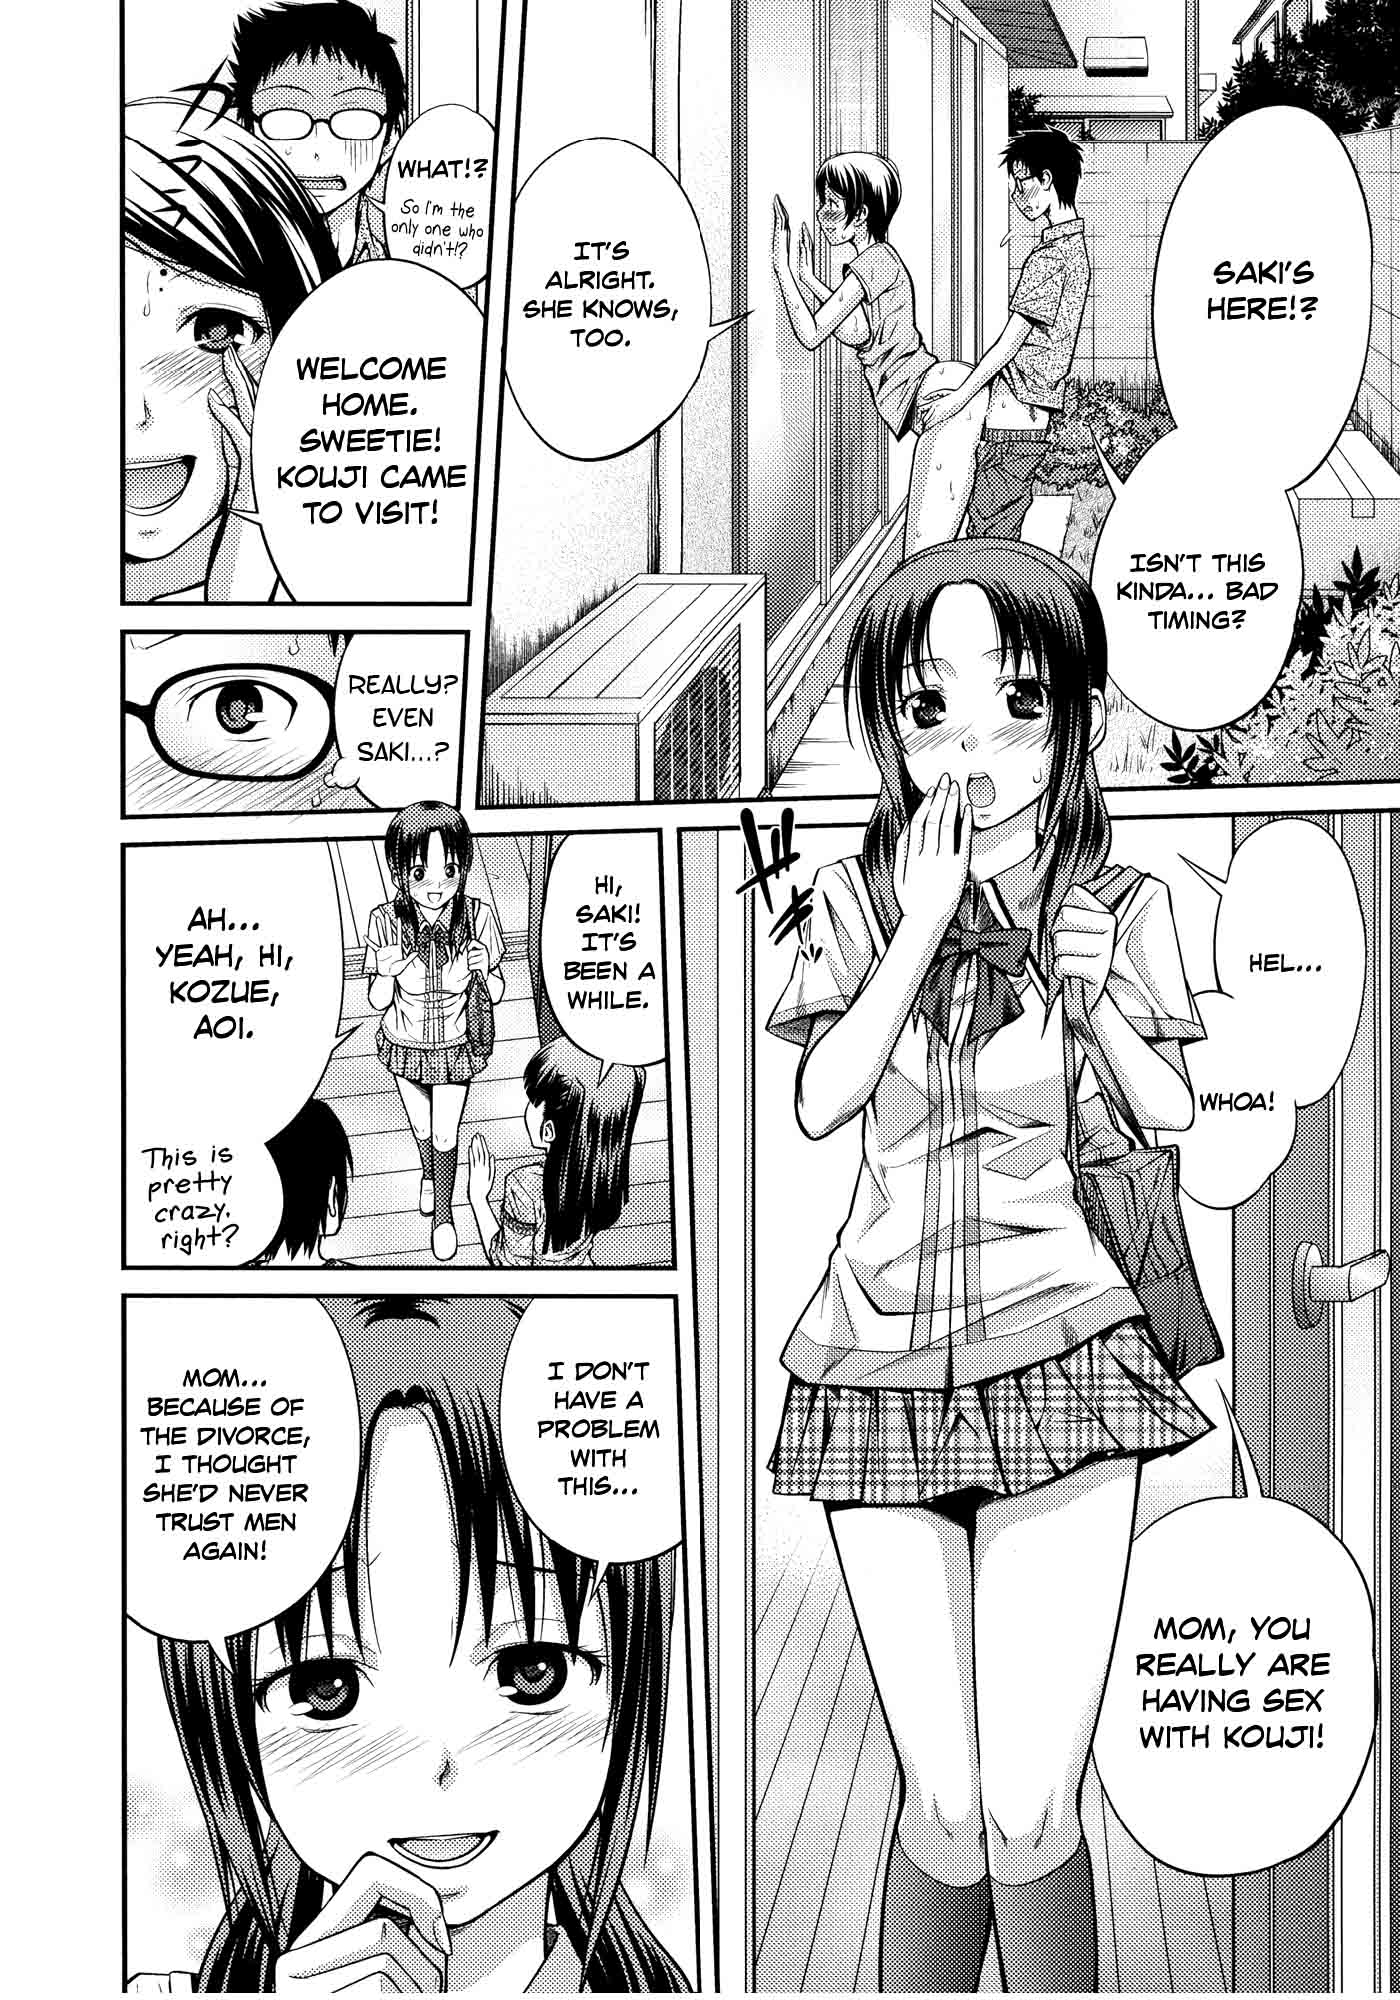 SAKI'S
HERE!?
ISN'T THIS
KINDA... BAD
TIMING?
IT'S
ALRIGHT.
SHE KNOWS,
TOO.
WHAT!?
So I'm the
only one who
didn't!?
WELCOME
HOME.
SWEETIE!
KOUJI CAME
TO VISIT!
REALLY?
EVEN
SAKI...?
HEL...
WHOA!
MOM, YOU
REALLY ARE
HAVING SEX
WITH KOUJI!
HI,
SAKI!
IT'S
BEEN A
WHILE.
AH...
YEAH, HI,
KOZUE,
AOI.
This is
pretty
crazy,
right?
I DON'T
HAVE A
PROBLEM
WITH
THIS...
MOM...
BECAUSE OF
THE DIVORCE,
I THOUGHT
SHE'D NEVER
TRUST MEN
AGAIN!